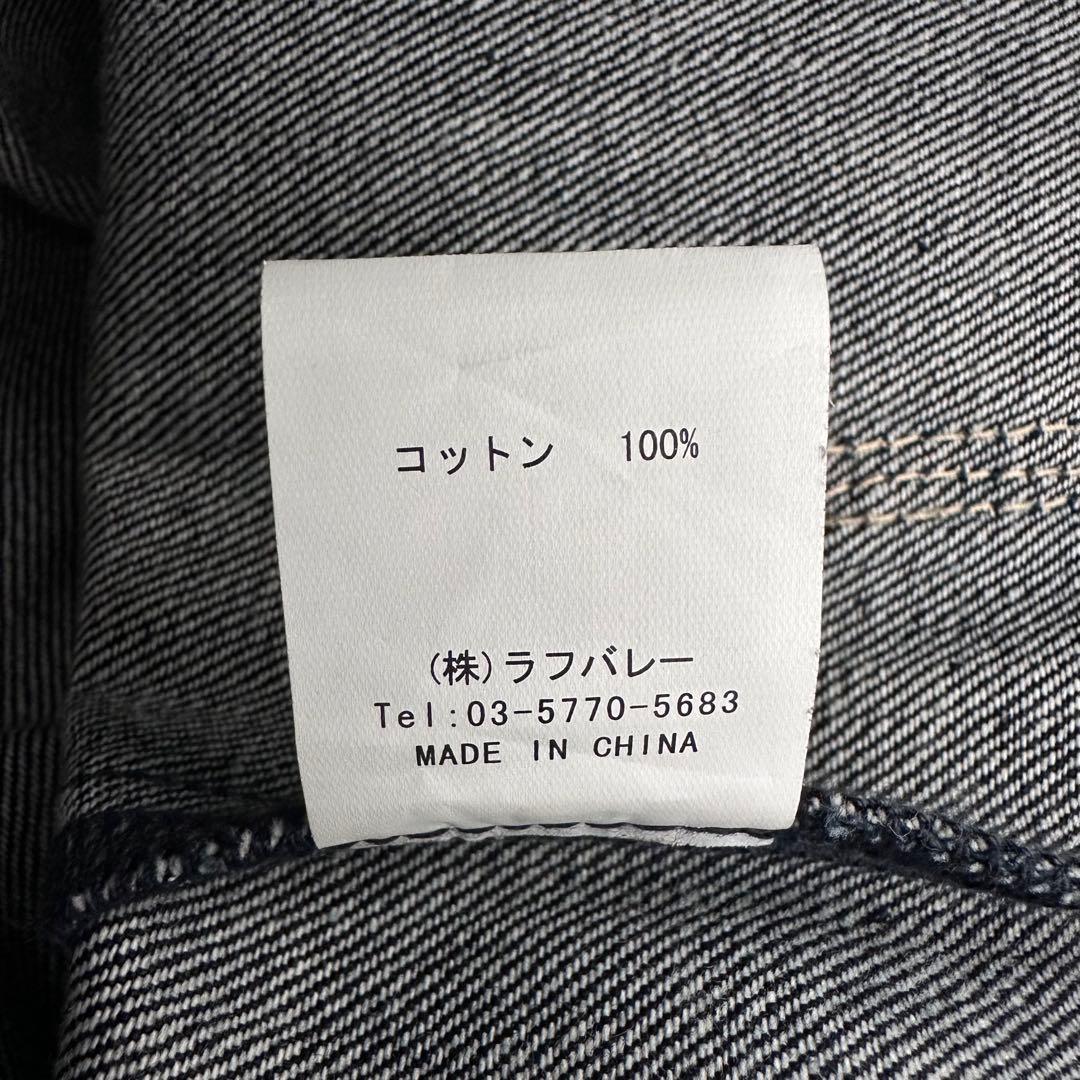 コットン 100%
(株)ラフバレー
Tel:03-5770-5683
MADE IN CHINA